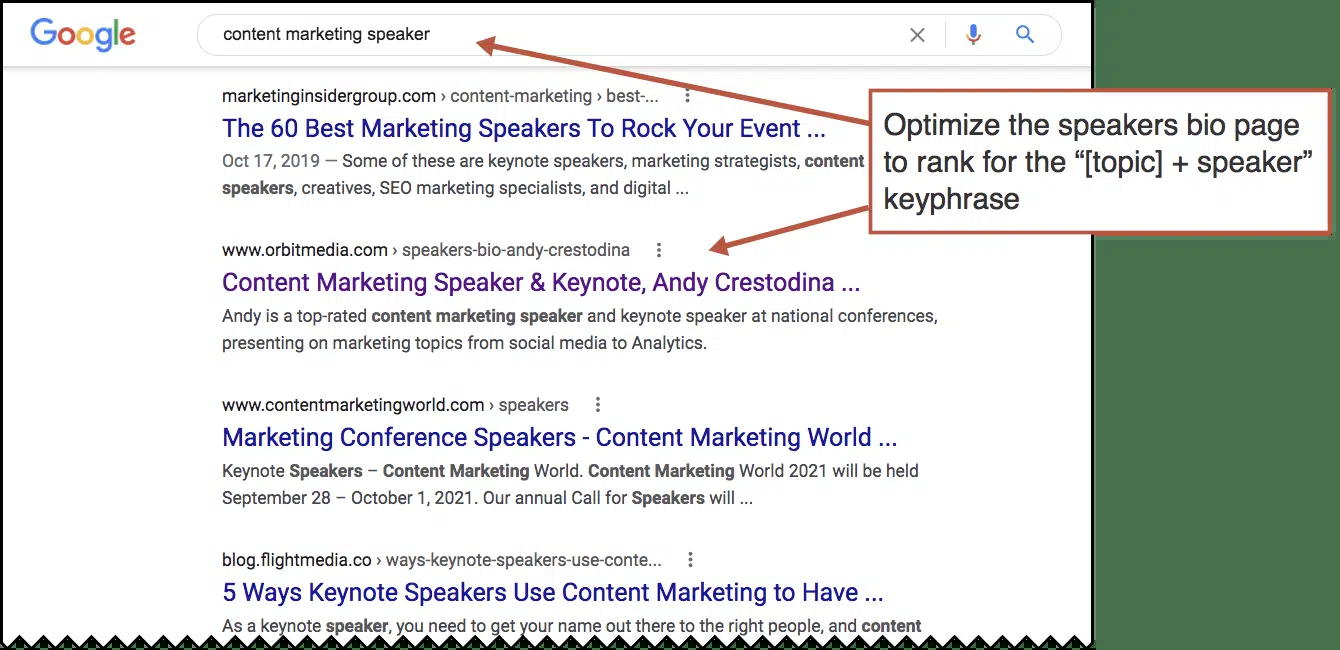 Google
content marketing speaker
marketinginsidergroup.com › content-marketing › best-...
The 60 Best Marketing Speakers To Rock Your Event ...
Oct 17, 2019 — Some of these are keynote speakers, marketing strategists, content
speakers, creatives, SEO marketing specialists, and digital ...
Optimize the speakers bio page
to rank for the “[topic] + speaker”
keyphrase
www.orbitmedia.com › speakers-bio-andy-crestodina
Content Marketing Speaker & Keynote, Andy Crestodina ...
Andy is a top-rated content marketing speaker and keynote speaker at national conferences,
presenting on marketing topics from social media to Analytics.
www.contentmarketingworld.com › speakers
Marketing Conference Speakers - Content Marketing World ...
Keynote Speakers – Content Marketing World. Content Marketing World 2021 will be held
September 28 – October 1, 2021. Our annual Call for Speakers will ...
blog.flightmedia.co › ways-keynote-speakers-use-conte...
5 Ways Keynote Speakers Use Content Marketing to Have ...
As a keynote speaker, you need to get your name out there to the right people, and content